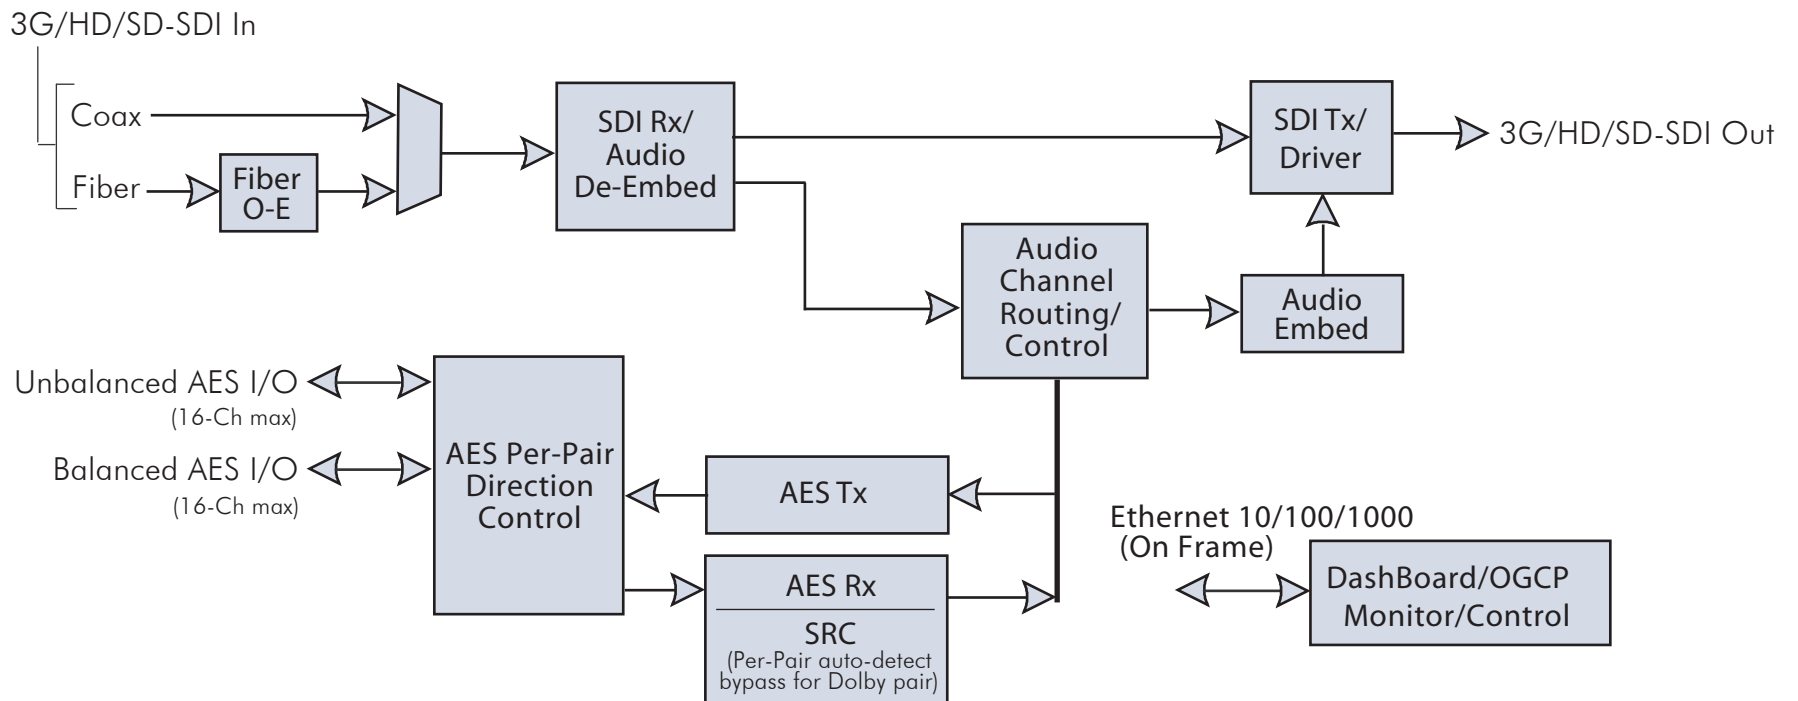 3G/HD/SD-SDI In
Coax
Fiber
Fiber
O-E
SDI Rx/
Audio
De-Embed
SDI Tx/
Driver
3G/HD/SD-SDI Out
Audio
Channel
Routing/
Control
Audio
Embed
Unbalanced AES I/O
(16-Ch max)
Balanced AES I/O
(16-Ch max)
AES Per-Pair
Direction
Control
AES Tx
AES Rx
SRC
(Per-Pair auto-detect
bypass for Dolby pair)
Ethernet 10/100/1000
(On Frame)
DashBoard/OGCP
Monitor/Control